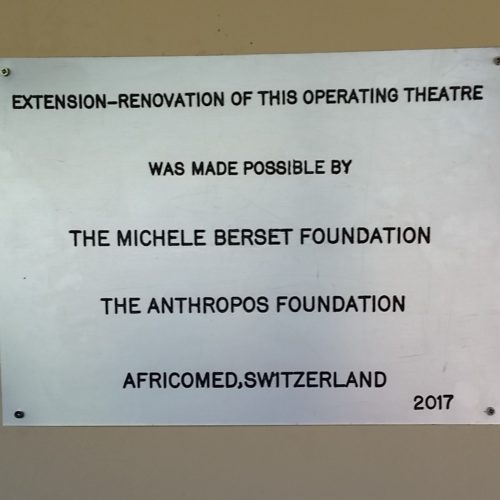 EXTENSION-RENOVATION OF THIS OPERATING THEATRE
WAS MADE POSSIBLE BY
THE MICHELE BERSET FOUNDATION
THE ANTHROPOS FOUNDATION
AFRICOMED,SWITZERLAND
2017